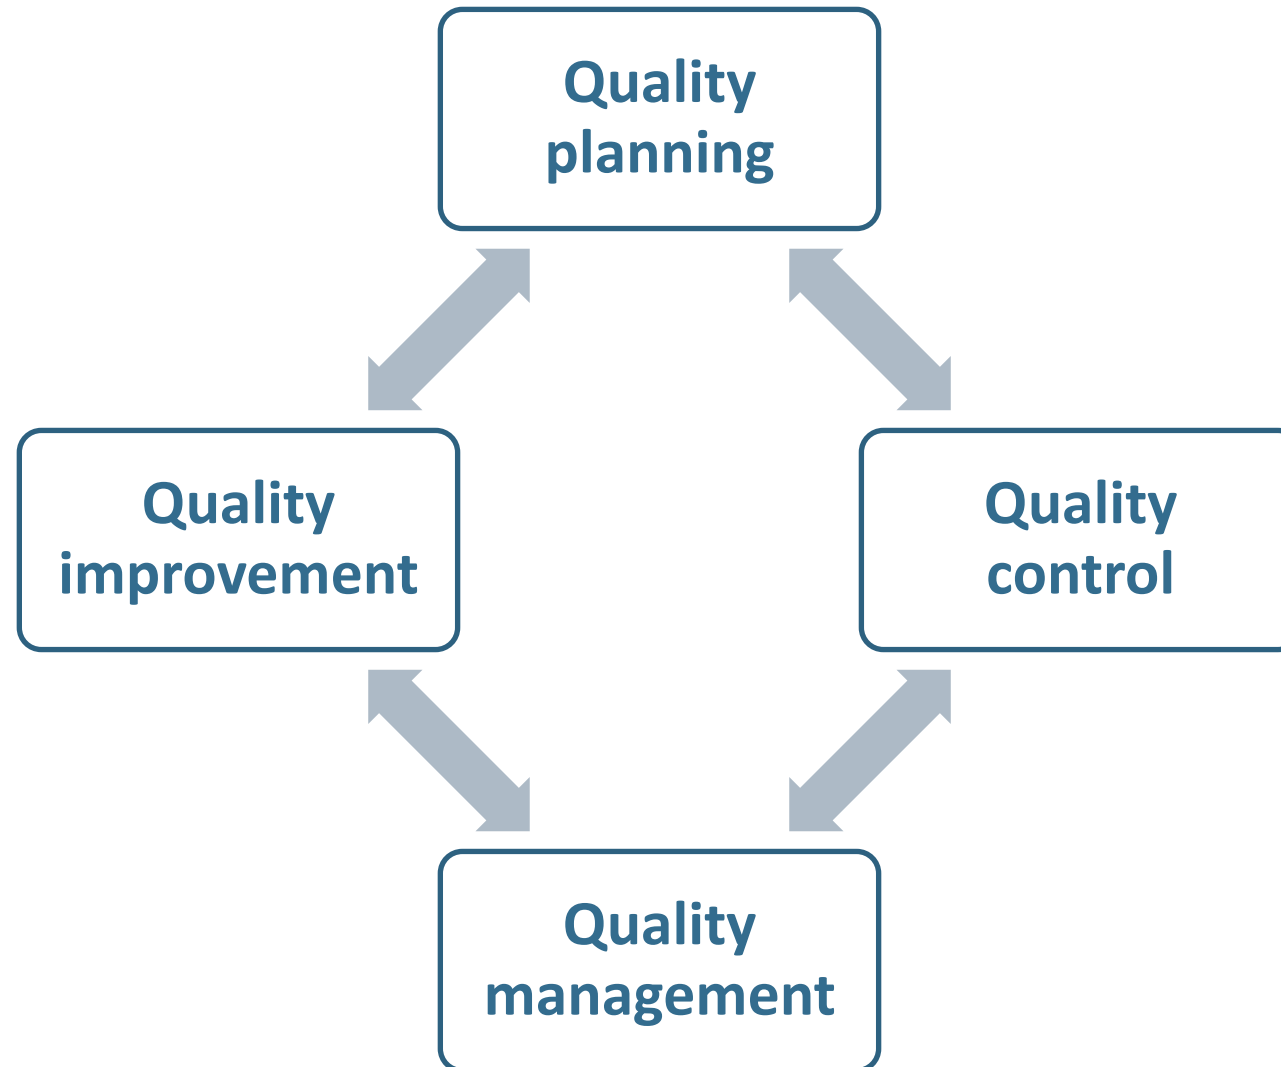 Quality
planning
Quality
improvement
Quality
control
Quality
management